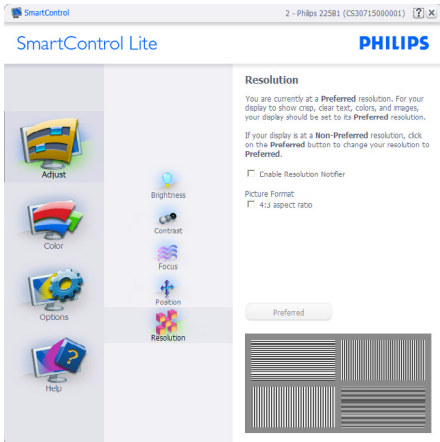 SmartControl
2 - Philips 225B1 (CS30715000001)
SmartControl Lite
PHILIPS
Adjust
Color
Options
Help
Brightness
Contrast
Focus
Position
Resolution
Resolution
You are currently at a Preferred resolution. For your
display to show crisp, clear text, colors, and images,
your display should be set to its Preferred resolution.
If your display is at a Non-Preferred resolution, click
on the Preferred button to change your resolution to
Preferred.
Enable Resolution Notifier
Picture Format
4:3 aspect ratio
Preferred